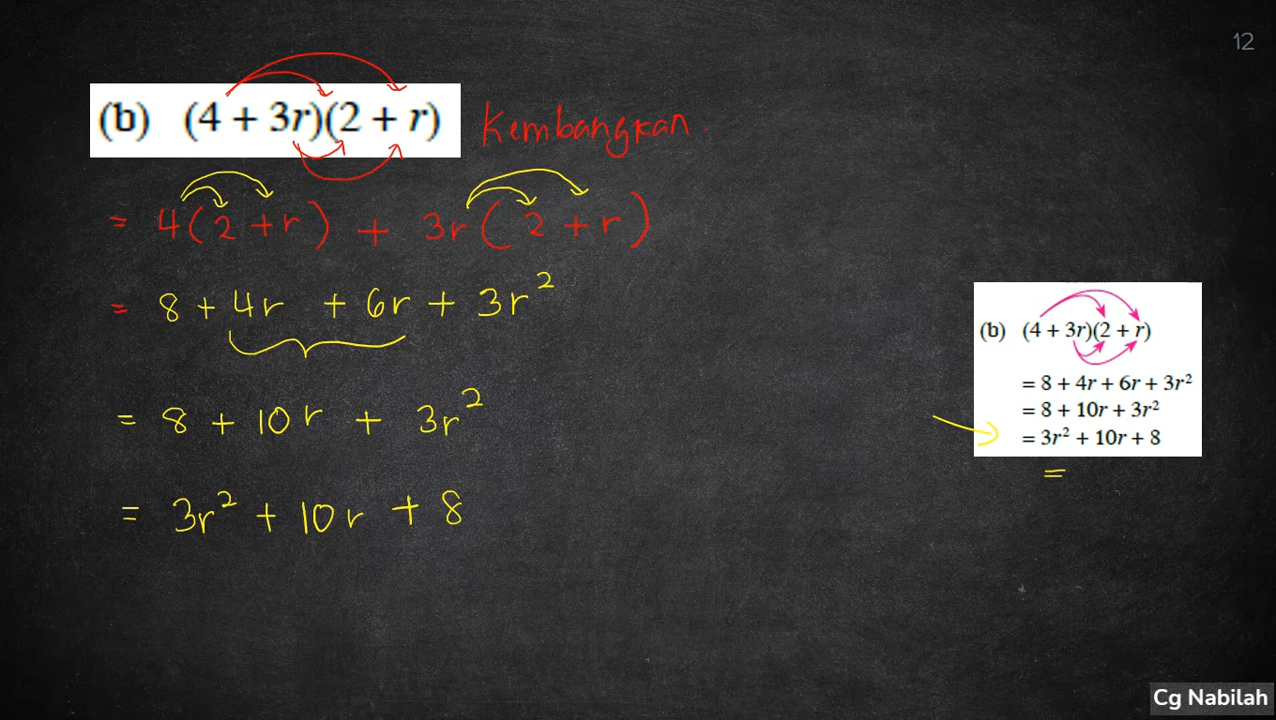 12
(b) (4 + 3r)(2 + r) Kembangkan.
= 4(2 + r) + 3r(2 + r)
= 8 + 4r + 6r + 3r²
= 8 + 10r + 3r²
= 3r² + 10r + 8
(b) (4 + 3r)(2 + r)
= 8 + 4r + 6r + 3r²
= 8 + 10r + 3r²
= 3r² + 10r + 8
=
Cg Nabilah